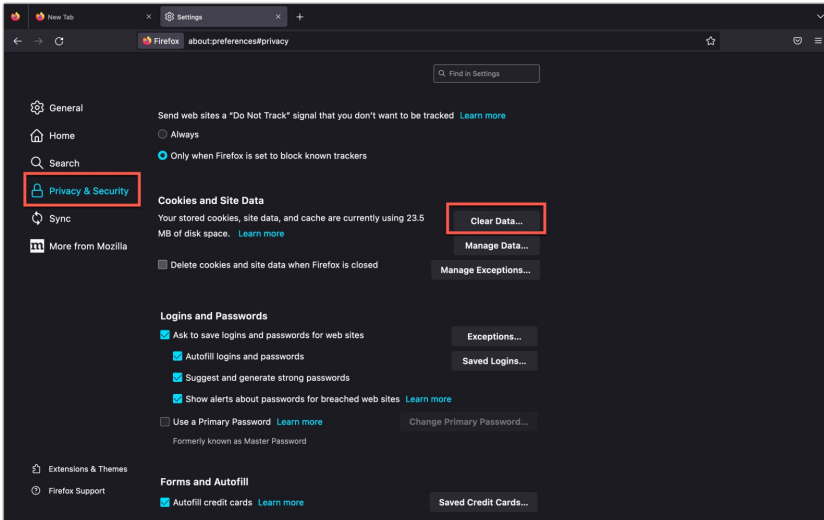 New Tab
Settings
Firefox about:preferences#privacy
Find in Settings
General
Home
Search
Privacy & Security
Sync
More from Mozilla
Extensions & Themes
Firefox Support
Send web sites a “Do Not Track” signal that you don’t want to be tracked Learn more
Always
Only when Firefox is set to block known trackers
Cookies and Site Data
Your stored cookies, site data, and cache are currently using 23.5
MB of disk space. Learn more
Clear Data...
Manage Data...
Delete cookies and site data when Firefox is closed
Manage Exceptions...
Logins and Passwords
Ask to save logins and passwords for web sites
Exceptions...
Autofill logins and passwords
Saved Logins...
Suggest and generate strong passwords
Show alerts about passwords for breached web sites Learn more
Use a Primary Password Learn more
Change Primary Password...
Formerly known as Master Password
Forms and Autofill
Autofill credit cards Learn more
Saved Credit Cards...